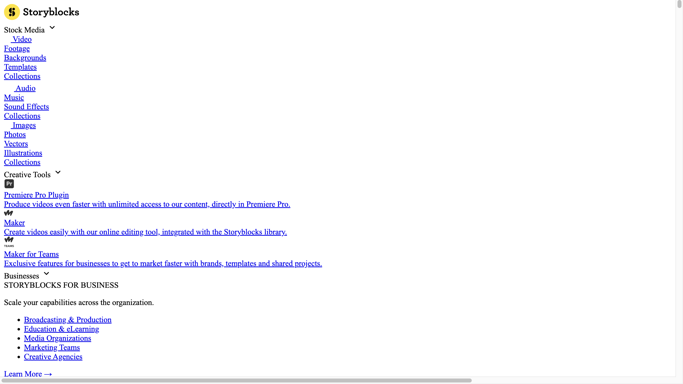 Storyblocks
Stock Media
Video
Footage
Backgrounds
Templates
Collections
Audio
Music
Sound Effects
Collections
Images
Photos
Vectors
Illustrations
Collections
Creative Tools
Pr
Premiere Pro Plugin
Produce videos even faster with unlimited access to our content, directly in Premiere Pro.
Maker
Create videos easily with our online editing tool, integrated with the Storyblocks library.
TEAMS
Maker for Teams
Exclusive features for businesses to get to market faster with brands, templates and shared projects.
Businesses
STORYBLOCKS FOR BUSINESS
Scale your capabilities across the organization.
Broadcasting & Production
Education & eLearning
Media Organizations
Marketing Teams
Creative Agencies
Learn More →